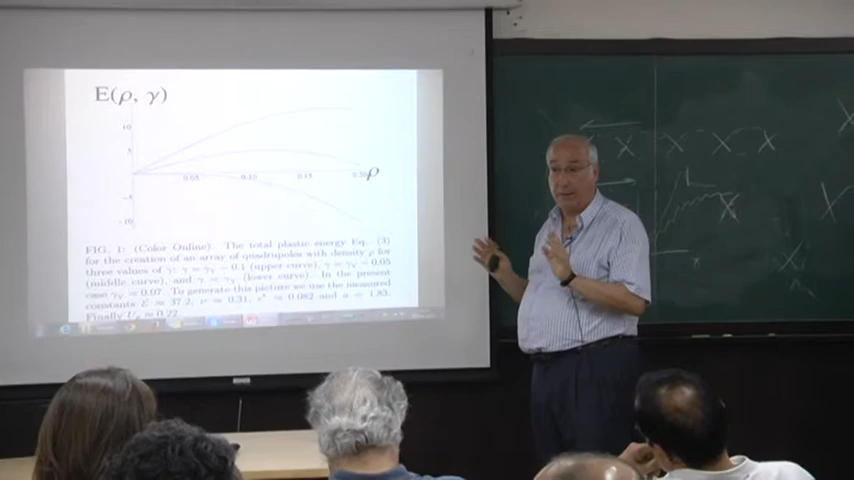 E(ρ, γ)
10
5
0.05 0.10 0.15 0.20 ρ
−5
−10
FIG. 1: (Color Online). The total plastic energy Eq. (3)
for the creation of an array of quadrupoles with density ρ for
three values of γ: γ = γY − 0.1 (upper curve), γ = γY − 0.05
(middle curve), and γ = γY (lower curve). In the present
case γY = 0.07. To generate this picture we use the measured
constants ℰ = 37.2, ν = 0.31, ϵ* = 0.082 and a = 1.83.
Finally